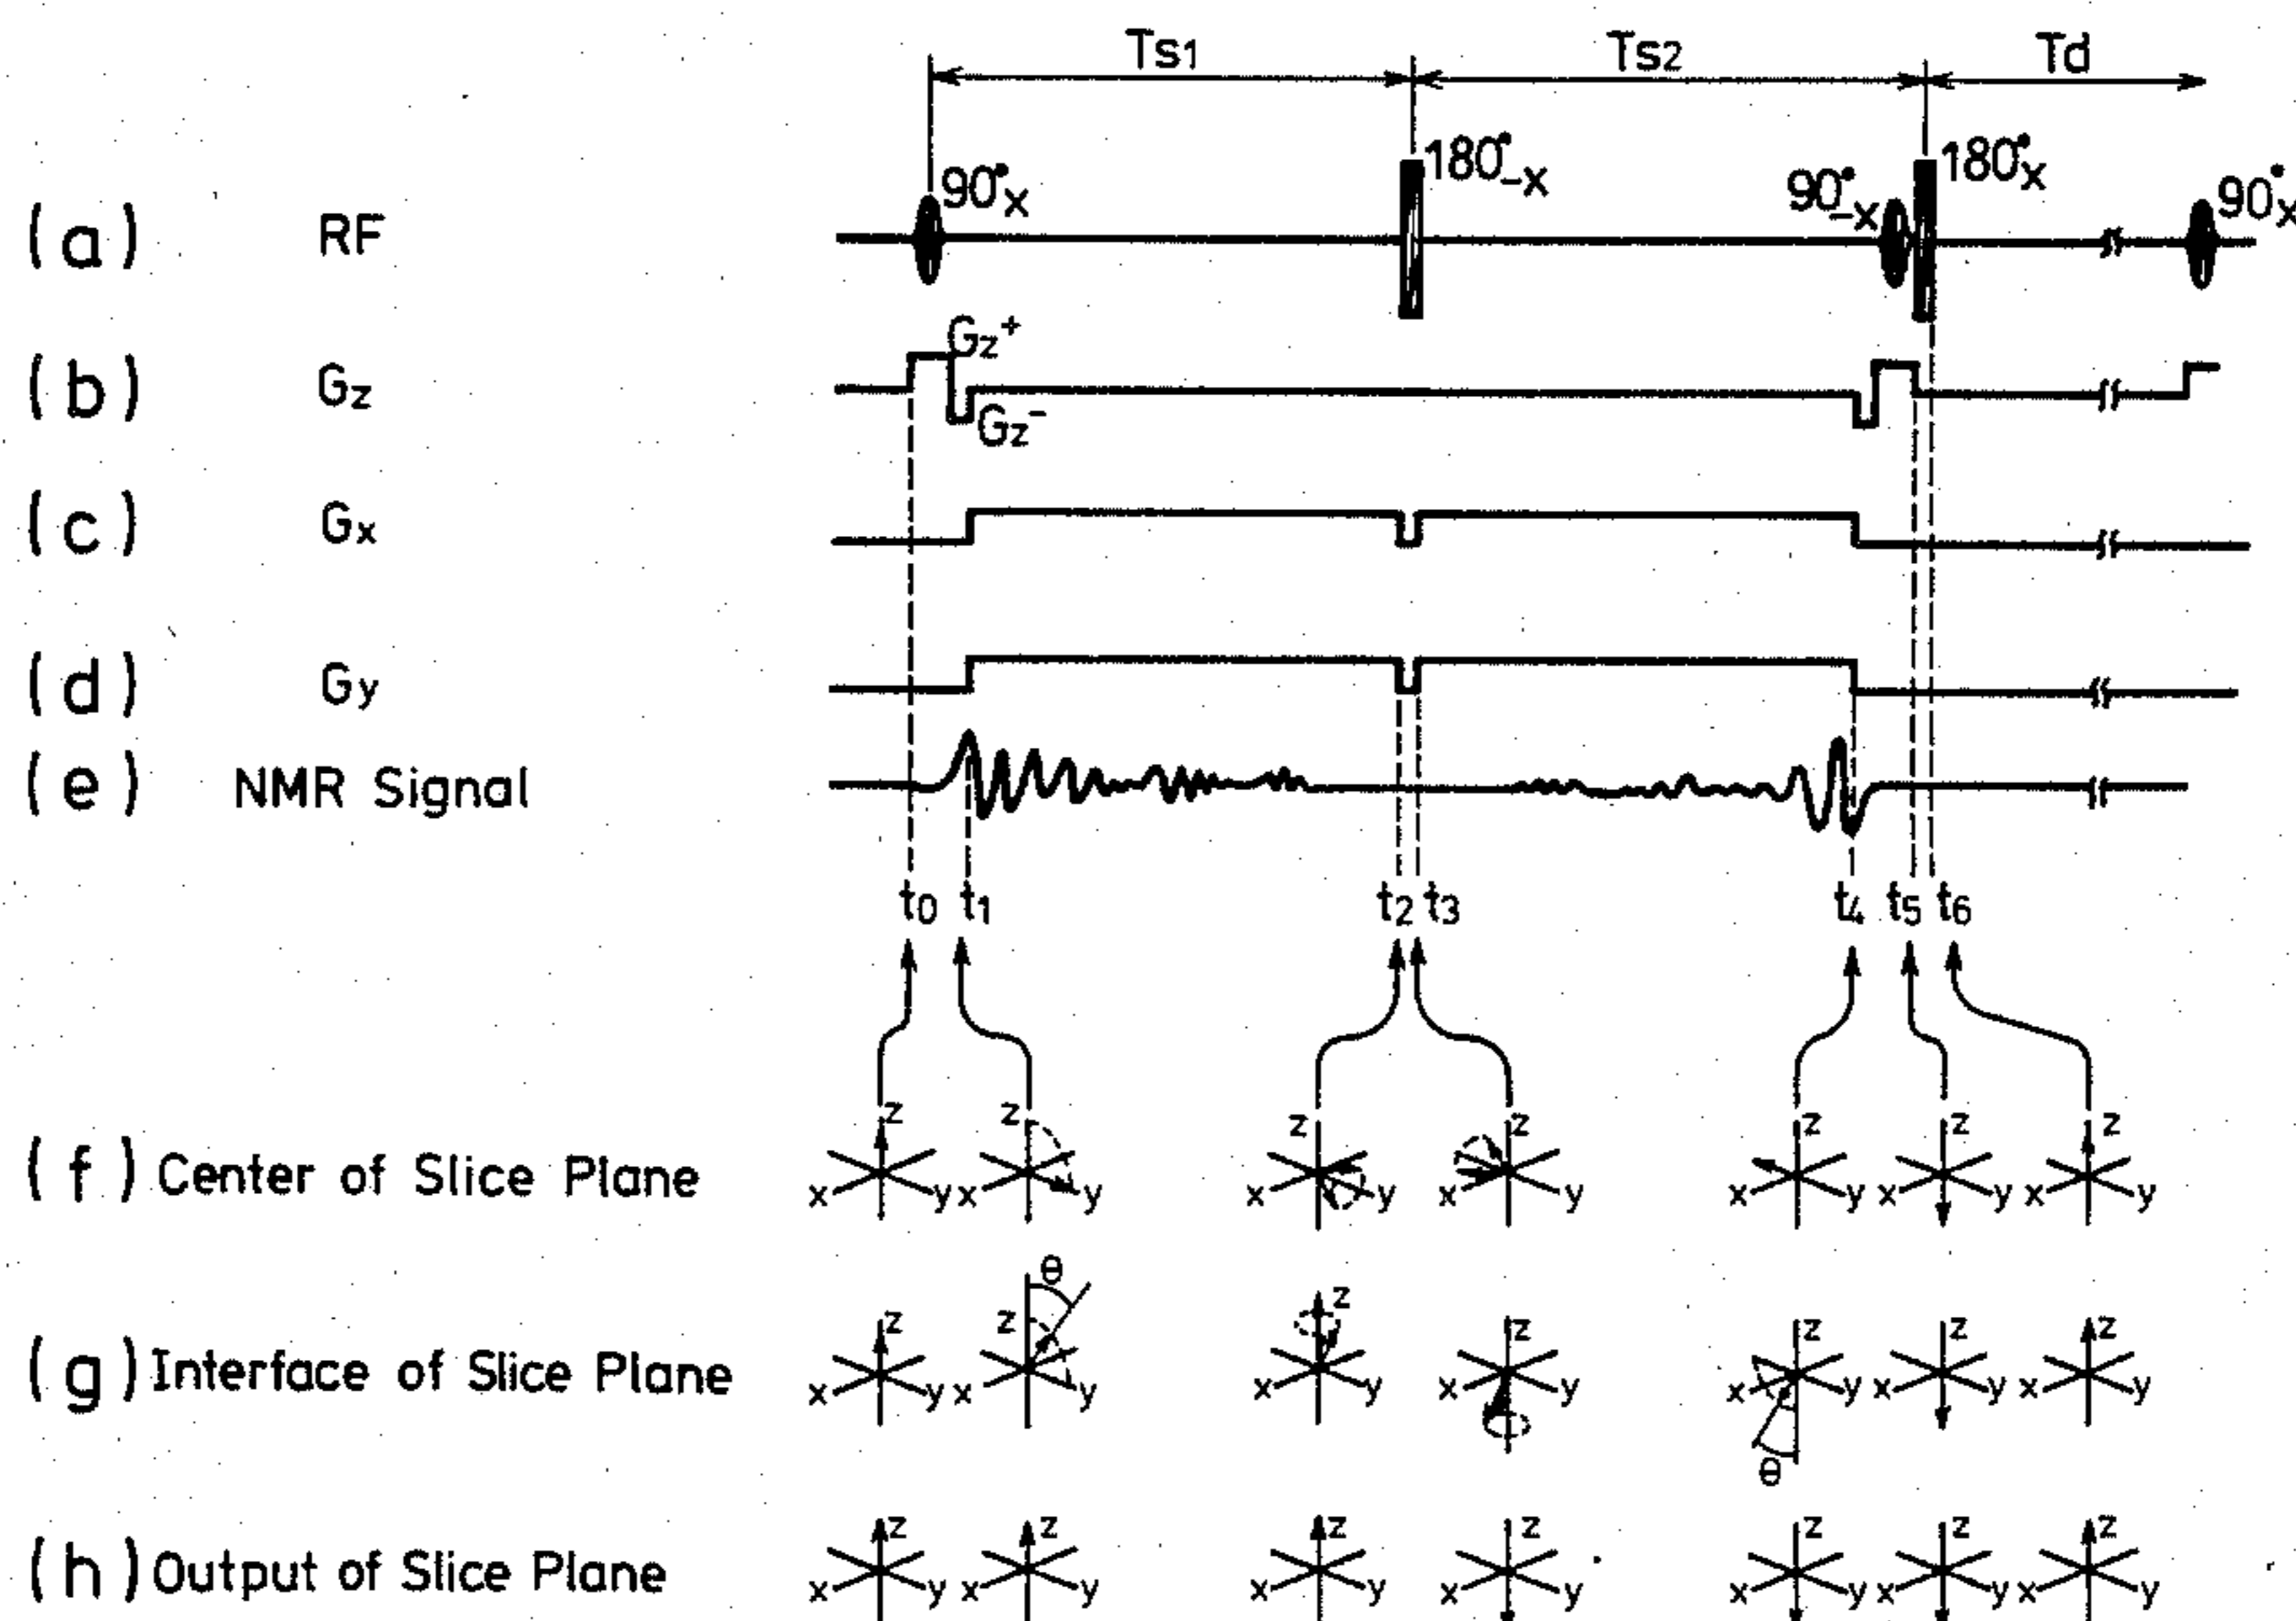 Ts1 Ts2 Td
90°x 180°-x 90°-x 180°x 90°x
(a) RF
Gz+
(b) Gz
Gz-
(c) Gx
(d) Gy
(e) NMR Signal
t0 t1 t2 t3 t4 t5 t6
z z z z z z z
(f) Center of Slice Plane
x y x y x y x y x y x y x y
θ
z z z z z z z
(g) Interface of Slice Plane
x y x y x y x y x y x y x y
θ
z z z z z z z
(h) Output of Slice Plane
x y x y x y x y x y x y x y